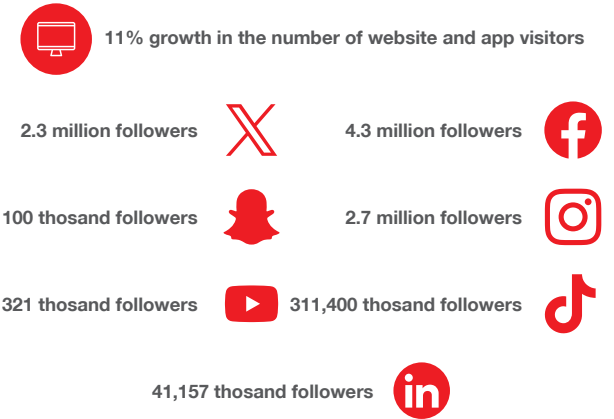 11% growth in the number of website and app visitors
2.3 million followers
4.3 million followers
100 thosand followers
2.7 million followers
321 thosand followers
311,400 thosand followers
41,157 thosand followers